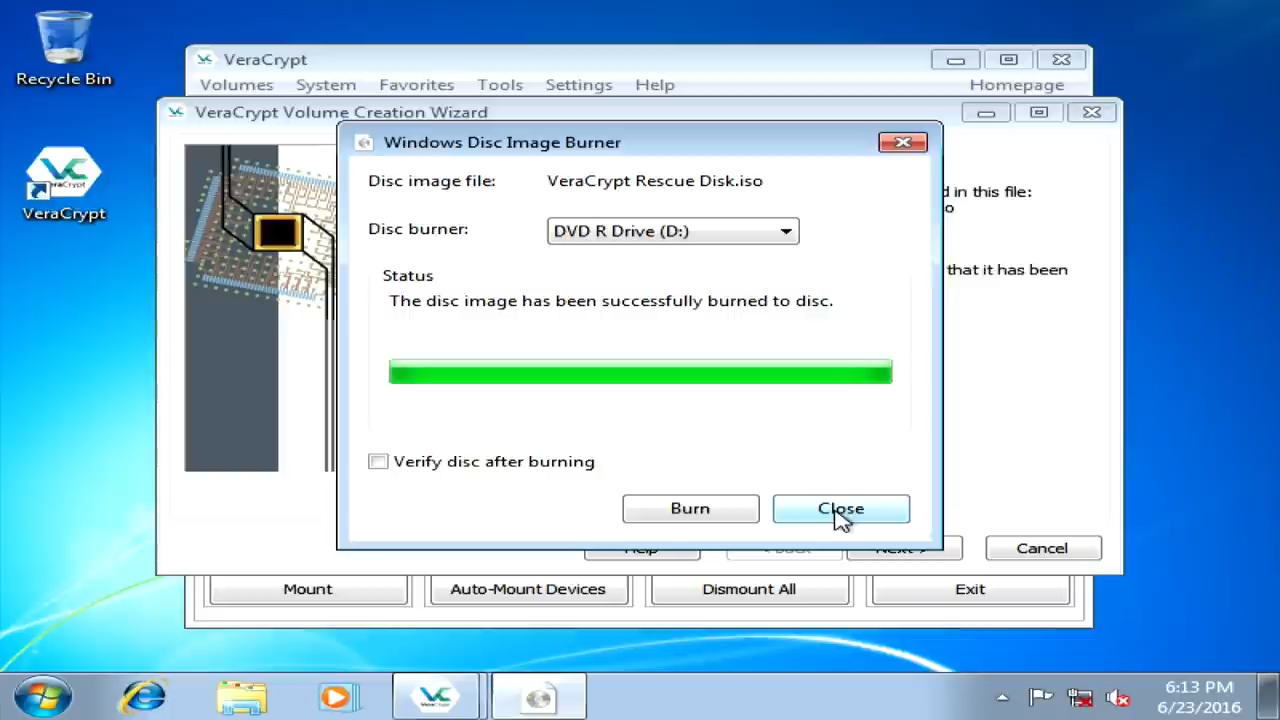 Recycle Bin
VeraCrypt
VeraCrypt
Volumes System Favorites Tools Settings Help Homepage
VeraCrypt Volume Creation Wizard
Windows Disc Image Burner
Disc image file: VeraCrypt Rescue Disk.iso
d in this file:
o
Disc burner: DVD R Drive (D:)
that it has been
Status
The disc image has been successfully burned to disc.
Verify disc after burning
Burn Close
Help < Back Next > Cancel
Mount Auto-Mount Devices Dismount All Exit
6:13 PM
6/23/2016